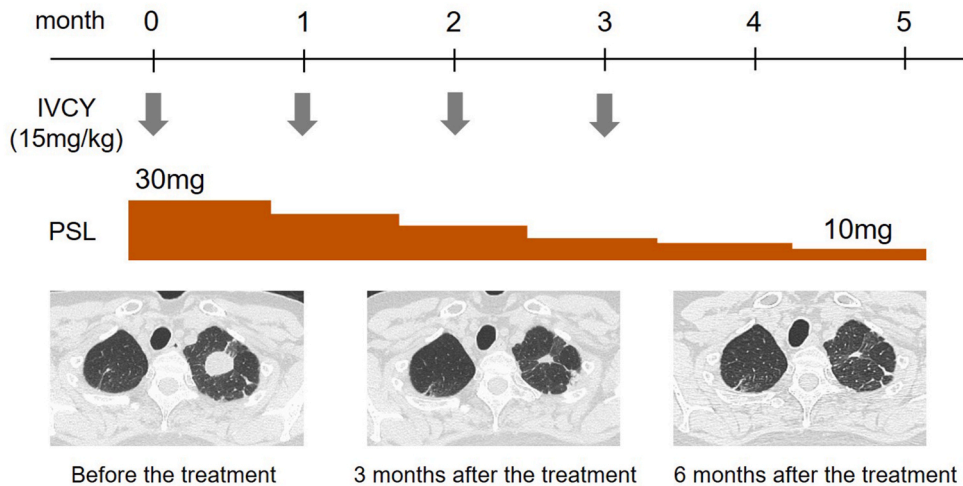 month 0 1 2 3 4 5
IVCY
(15mg/kg)
30mg
PSL
10mg
Before the treatment
3 months after the treatment
6 months after the treatment